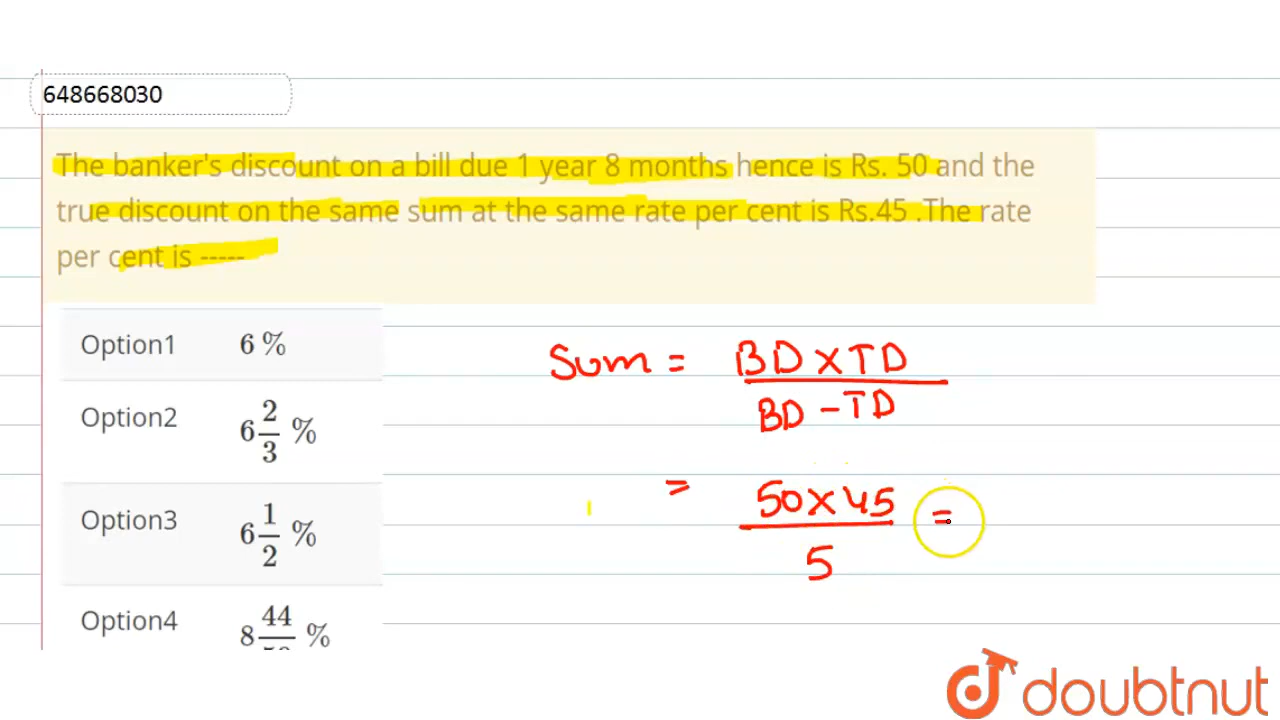 648668030
The banker's discount on a bill due 1 year 8 months hence is Rs. 50 and the
true discount on the same sum at the same rate per cent is Rs.45 .The rate
per cent is -----
Option1 6 %
Option2 6 2/3 %
Option3 6 1/2 %
Option4 8 44/ %
Sum = BD × TD
BD - TD
= 50 × 45 =
5
doubtnut